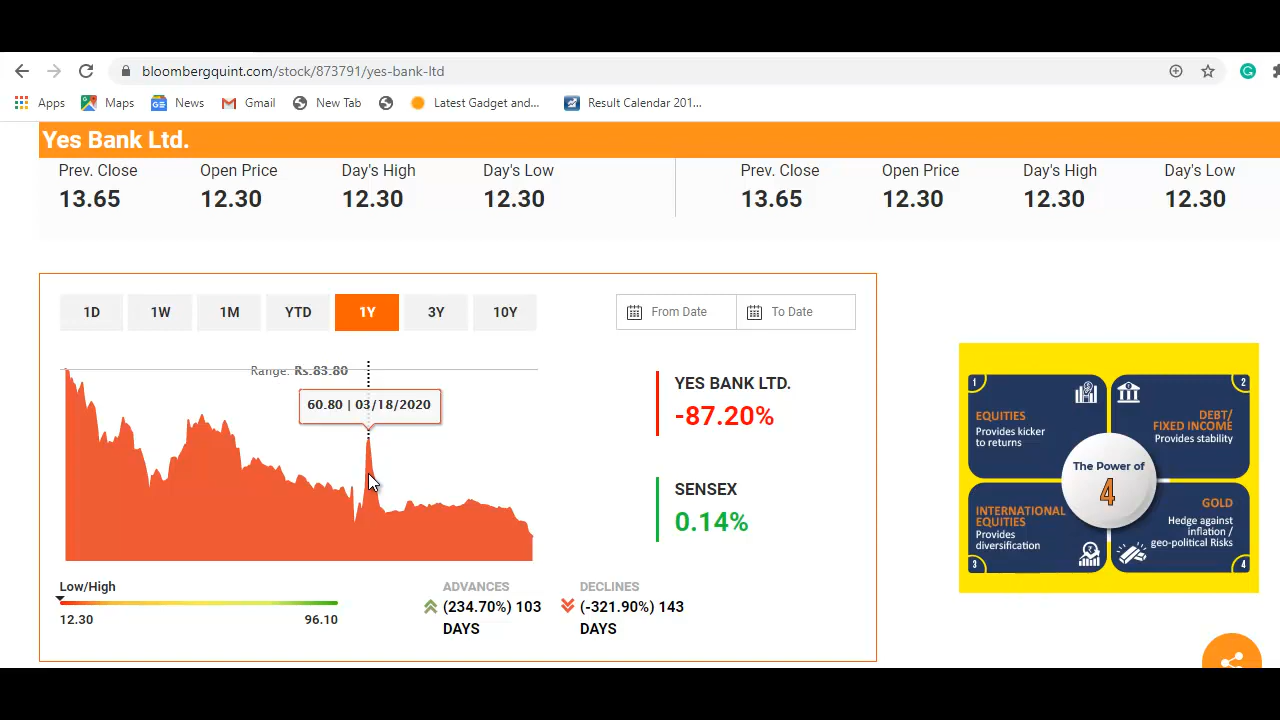 bloombergquint.com/stock/873791/yes-bank-ltd
Apps Maps News Gmail New Tab Latest Gadget and... Result Calendar 201...
Yes Bank Ltd.
Prev. Close Open Price Day's High Day's Low Prev. Close Open Price Day's High Day's Low
13.65 12.30 12.30 12.30 13.65 12.30 12.30 12.30
1D 1W 1M YTD 1Y 3Y 10Y From Date To Date
Range: Rs.83.80
60.80 | 03/18/2020
YES BANK LTD.
-87.20%
SENSEX
0.14%
Low/High
12.30 96.10
ADVANCES
(234.70%) 103
DAYS
DECLINES
(-321.90%) 143
DAYS
1
EQUITIES
Provides kicker
to returns
2
DEBT/
FIXED INCOME
Provides stability
The Power of
4
INTERNATIONAL
EQUITIES
Provides
diversification
3
GOLD
Hedge against
inflation /
geo-political Risks
4